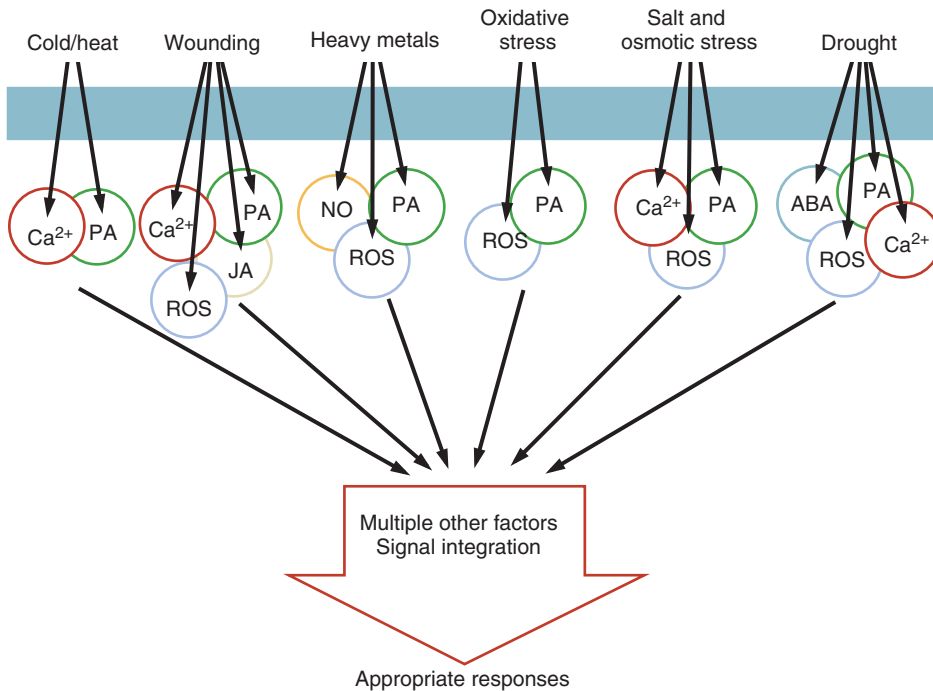 Cold/heat
Wounding
Heavy metals
Oxidative
stress
Salt and
osmotic stress
Drought
Ca²⁺
PA
Ca²⁺
PA
JA
ROS
NO
PA
ROS
PA
ROS
Ca²⁺
PA
ROS
ABA
PA
Ca²⁺
ROS
Multiple other factors
Signal integration
Appropriate responses